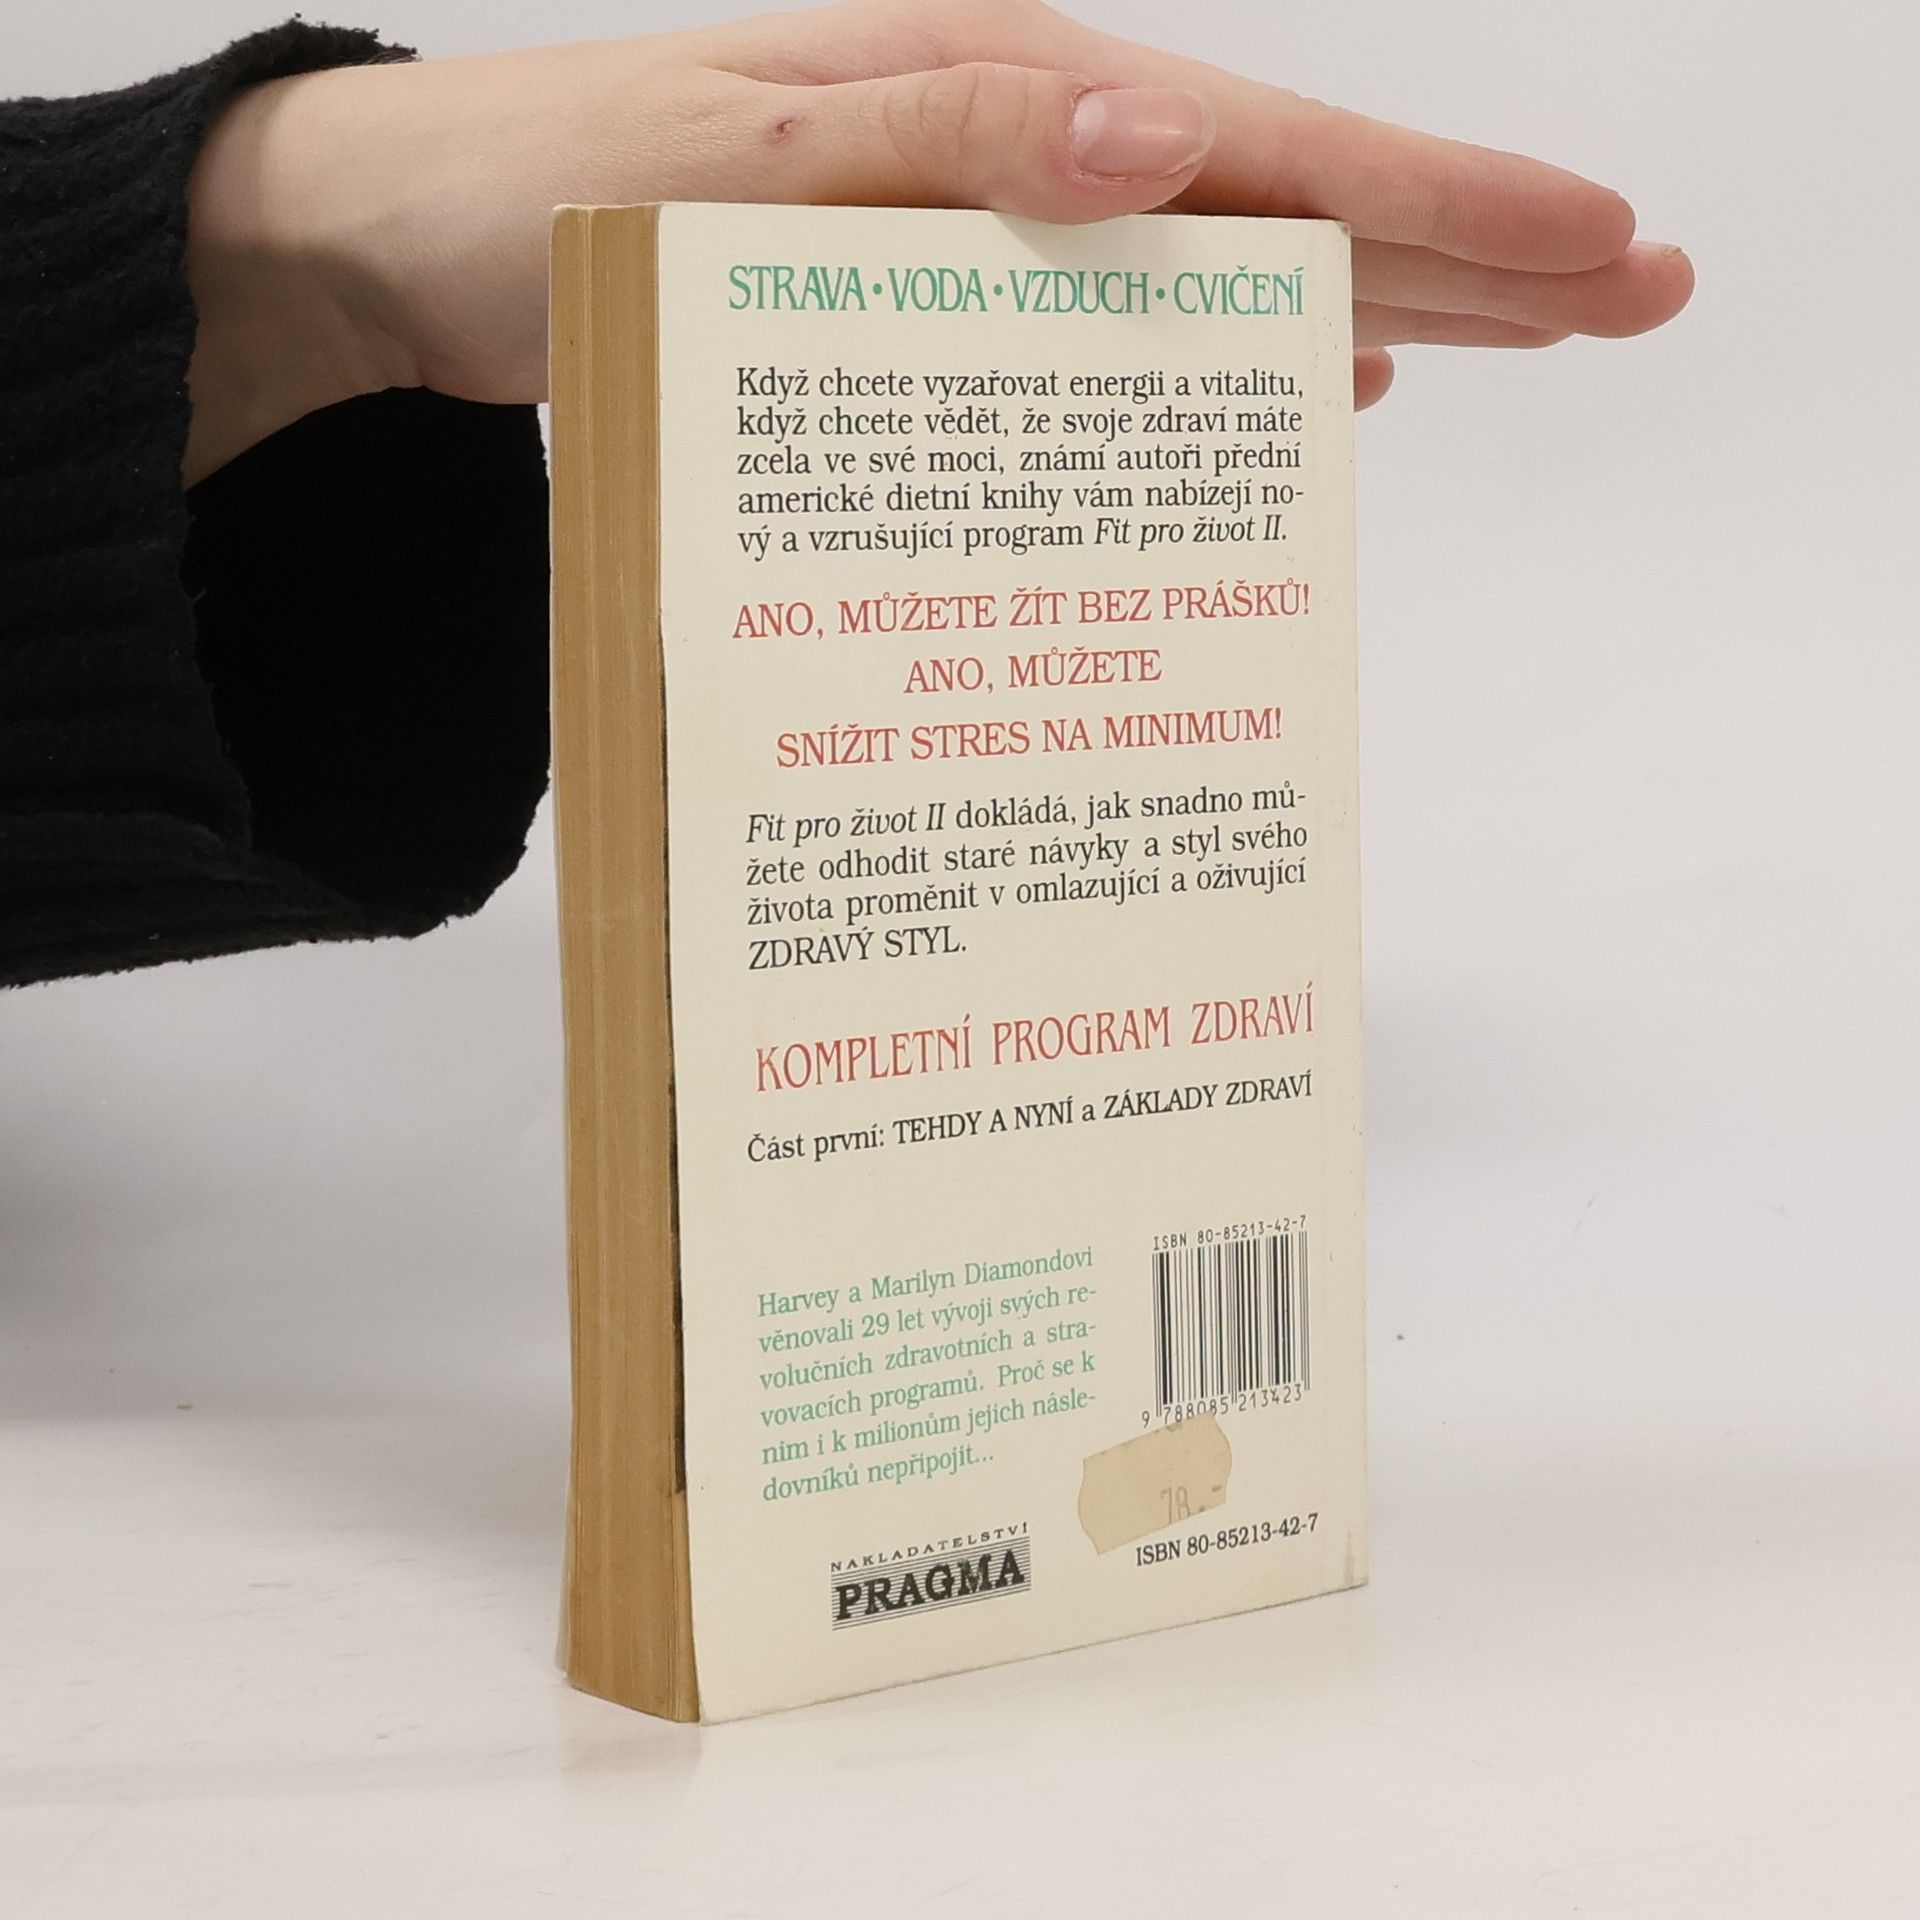 STRAVA • VODA • VZDUCH • CVIČENÍ
Když chcete vyzařovat energii a vitalitu,
když chcete vědět, že svoje zdraví máte
zcela ve své moci, známí autoři přední
americké dietní knihy vám nabízejí no-
vý a vzrušující program Fit pro život II.
ANO, MŮŽETE ŽÍT BEZ PRÁŠKŮ!
ANO, MŮŽETE
SNÍŽIT STRES NA MINIMUM!
Fit pro život II dokládá, jak snadno mů-
žete odhodit staré návyky a styl svého
života proměnit v omlazující a oživující
ZDRAVÝ STYL.
KOMPLETNÍ PROGRAM ZDRAVÍ
Část první: TEHDY A NYNÍ a ZÁKLADY ZDRAVÍ
Harvey a Marilyn Diamondovi
věnovali 29 let vývoji svých re-
volučních zdravotních a stra-
vovacích programů. Proč se k
nim i k milionům jejich násle-
dovníků nepřipojit...
ISBN 80-85213-42-7
9 788085 213423
78.-
ISBN 80-85213-42-7
NAKLADATELSTVÍ
PRAGMA